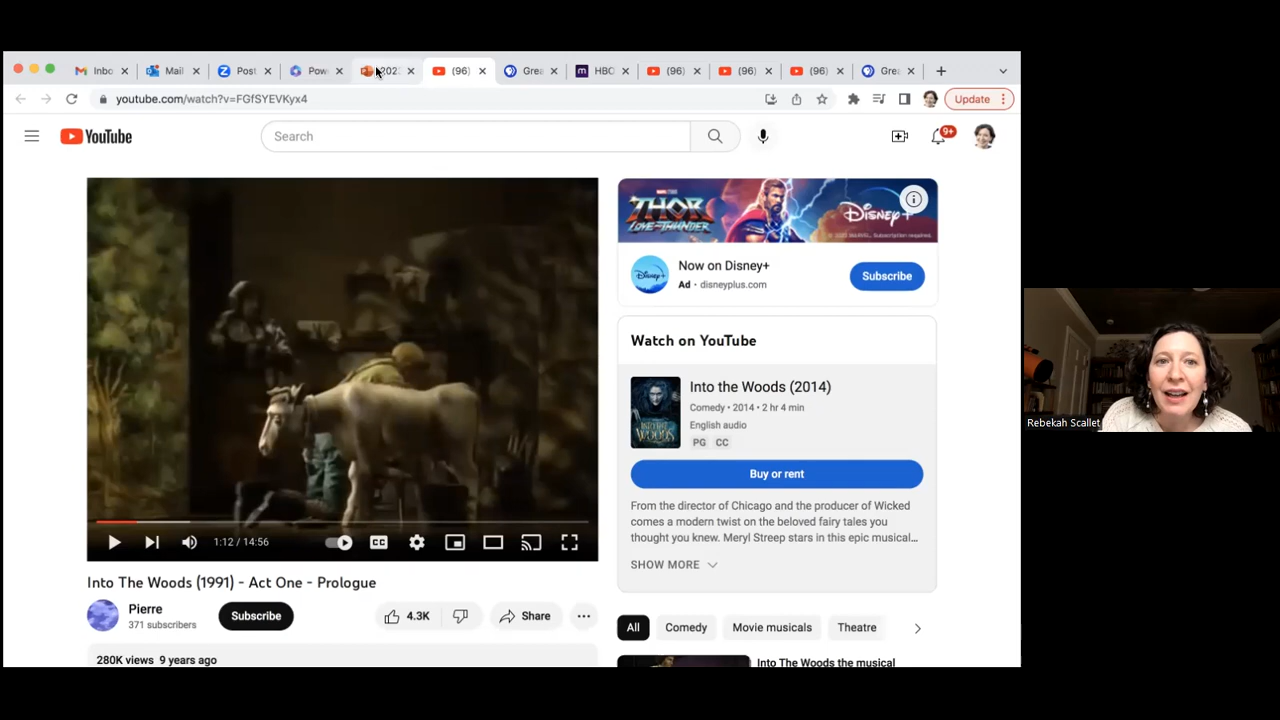 Inbo
Mail
Post
Pow
2022
(96)
Grea
HBC
(96)
(96)
(96)
Grea
youtube.com/watch?v=FGfSYEVKyx4
Update
YouTube
Search
9+
THOR
LOVE AND THUNDER
Disney+
Now on Disney+
Ad · disneyplus.com
Subscribe
Watch on YouTube
Into the Woods (2014)
Comedy • 2014 • 2 hr 4 min
English audio
PG CC
Buy or rent
From the director of Chicago and the producer of Wicked
comes a modern twist on the beloved fairy tales you
thought you knew. Meryl Streep stars in this epic musical...
SHOW MORE
1:12 / 14:56
CC
Into The Woods (1991) - Act One - Prologue
Pierre
371 subscribers
Subscribe
4.3K
Share
280K views 9 years ago
All
Comedy
Movie musicals
Theatre
Into The Woods the musical
Rebekah Scallet